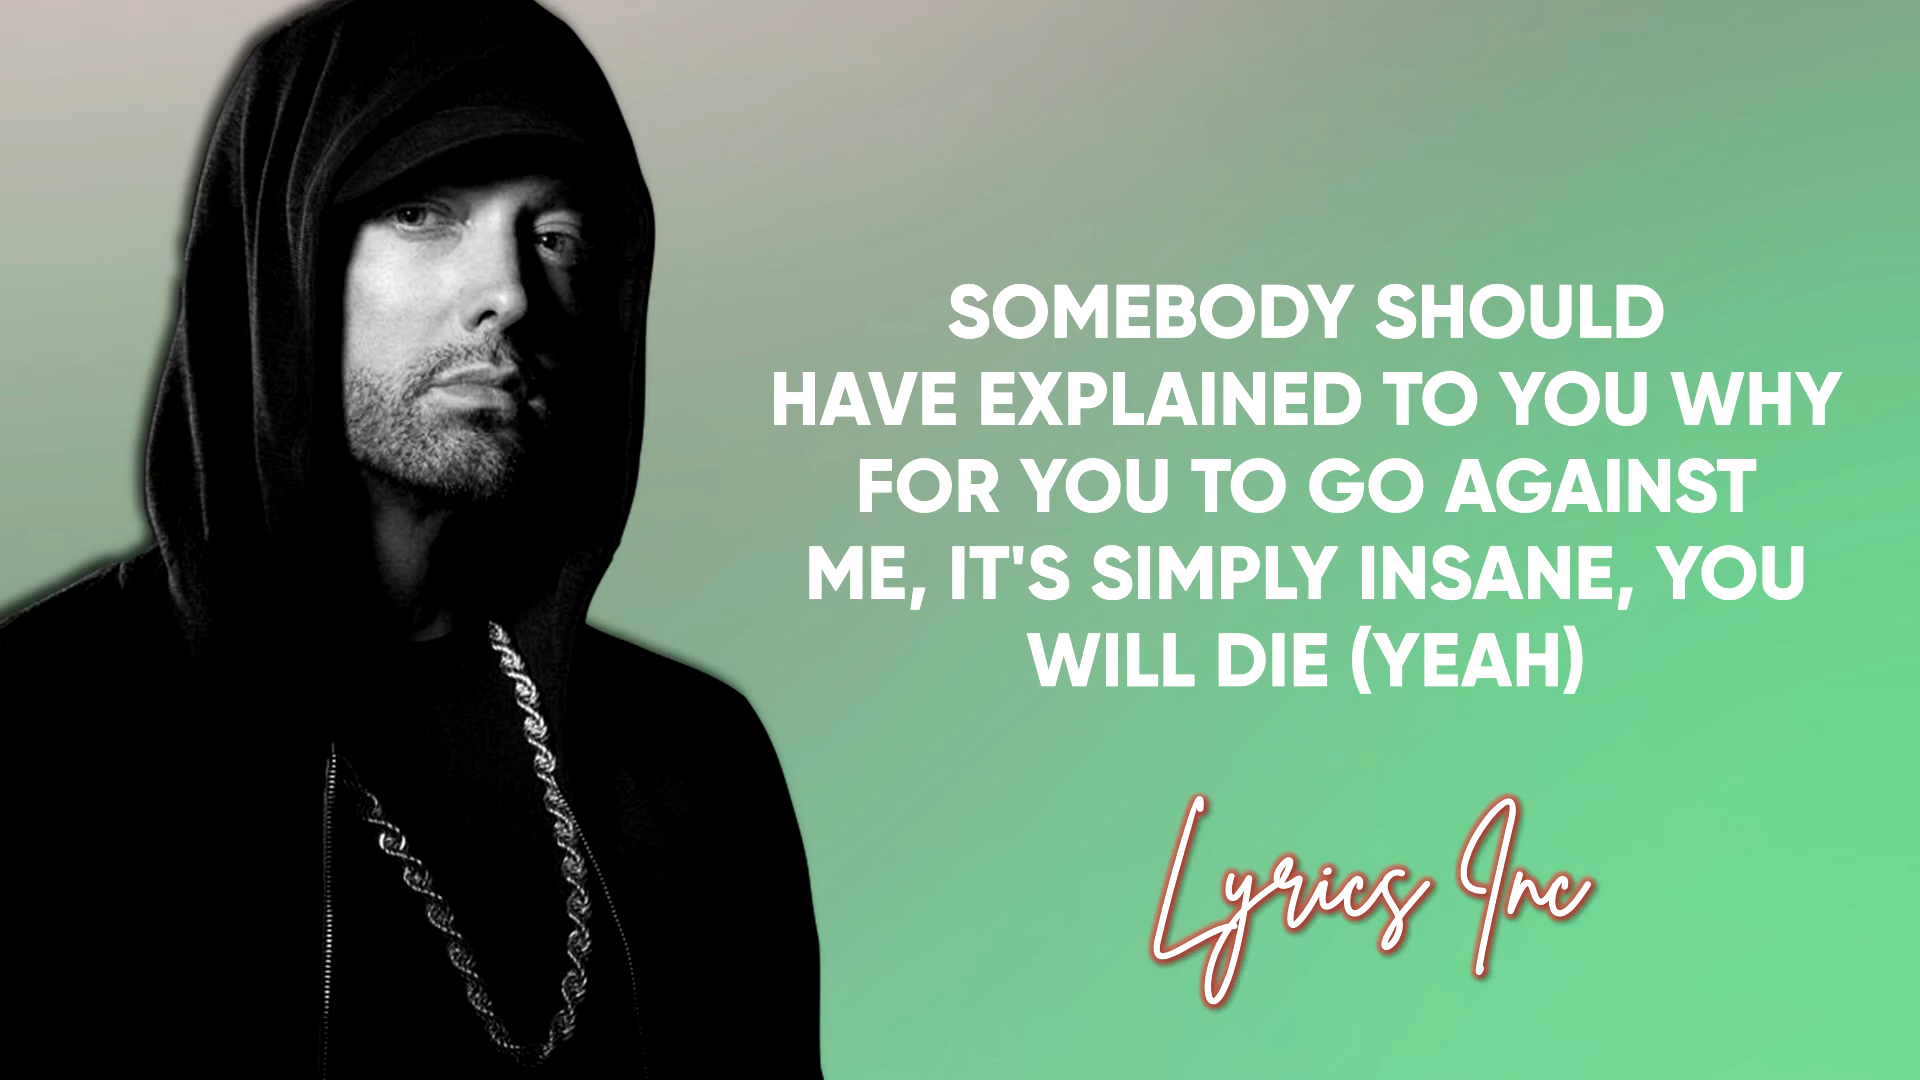 SOMEBODY SHOULD
HAVE EXPLAINED TO YOU WHY
FOR YOU TO GO AGAINST
ME, IT'S SIMPLY INSANE, YOU
WILL DIE (YEAH)
Lyrics Inc